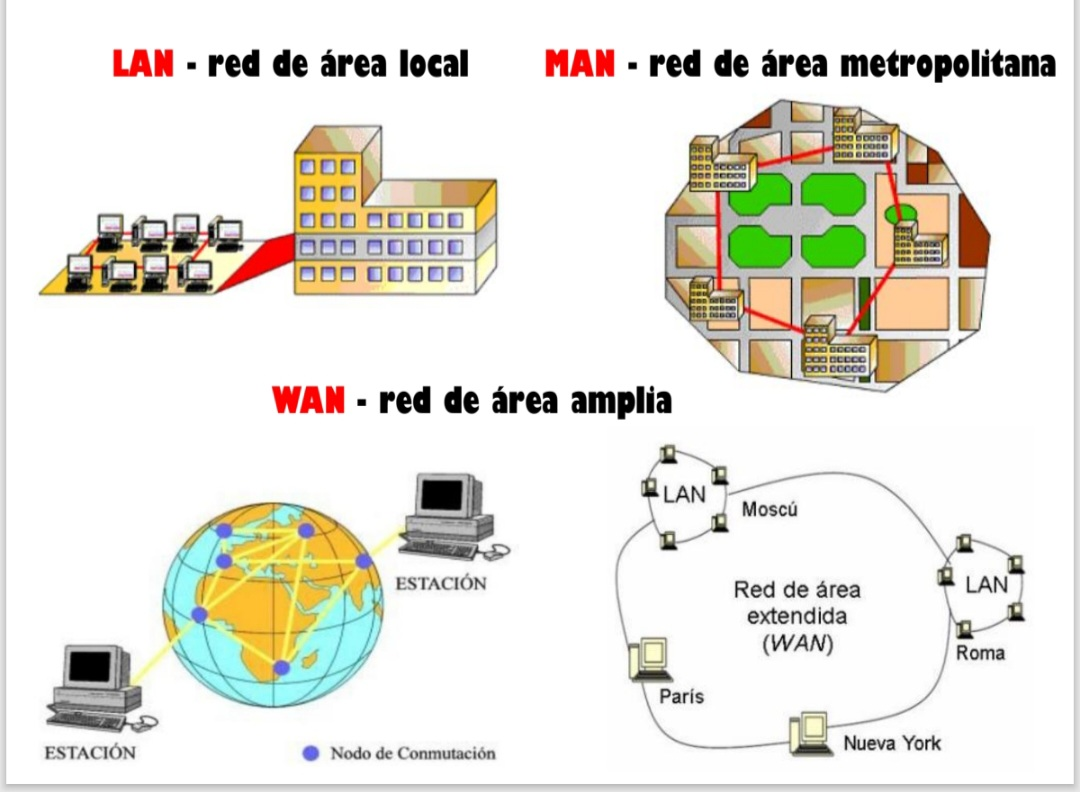 LAN - red de área local
MAN - red de área metropolitana
WAN - red de área amplia
ESTACIÓN
ESTACIÓN
Nodo de Conmutación
LAN
Moscú
Red de área
extendida
(WAN)
LAN
Roma
París
Nueva York